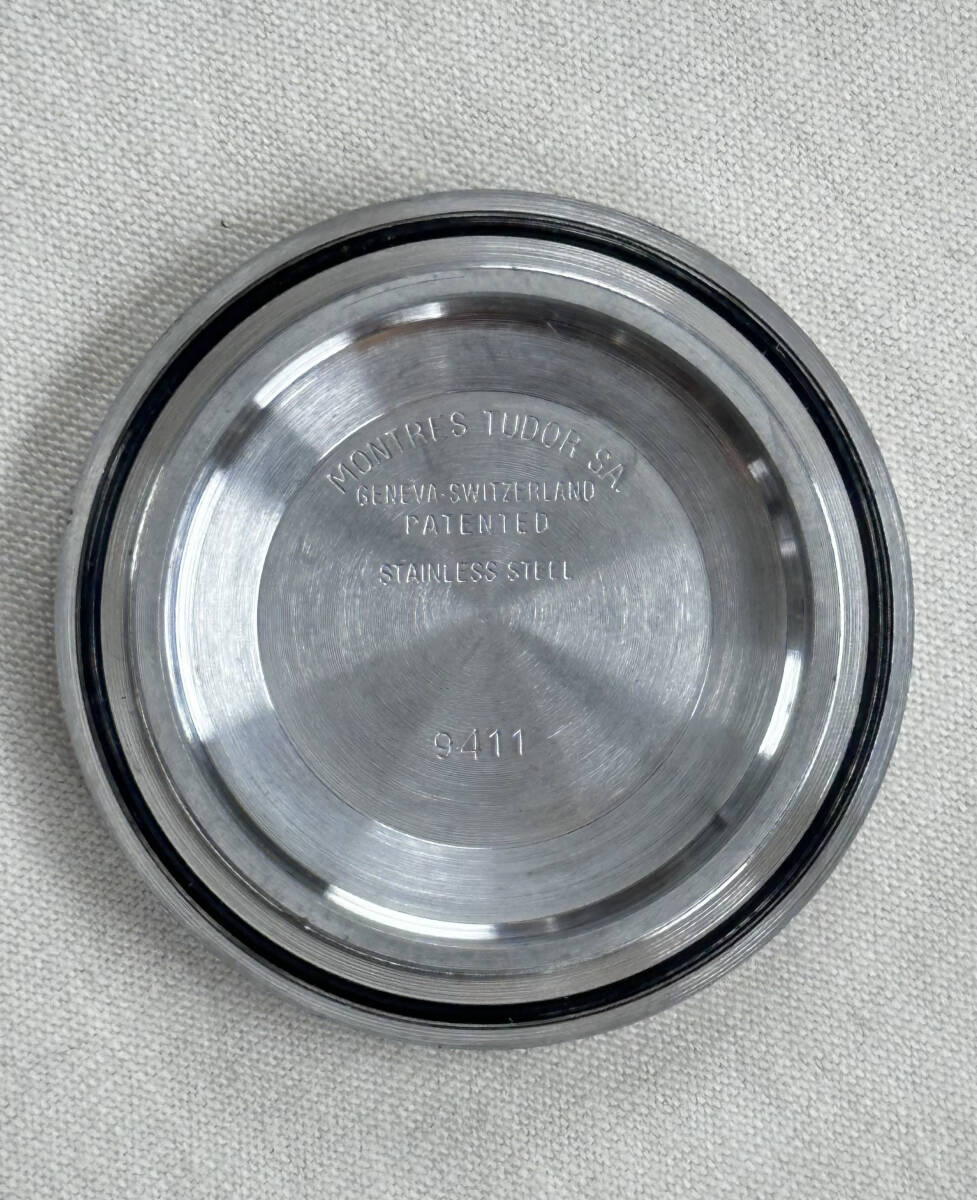 MONTRES TUDOR SA.
GENEVA-SWITZERLAND
PATENTED
STAINLESS STEEL
9411